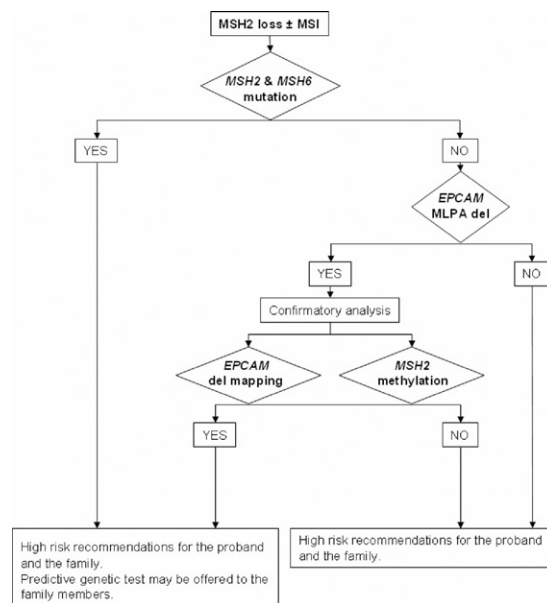 MSH2 loss ± MSI
MSH2 & MSH6
mutation
YES
NO
EPCAM
MLPA del
YES
NO
Confirmatory analysis
EPCAM
del mapping
MSH2
methylation
YES
NO
High risk recommendations for the proband
and the family.
Predictive genetic test may be offered to the
family members.
High risk recommendations for the proband
and the family.